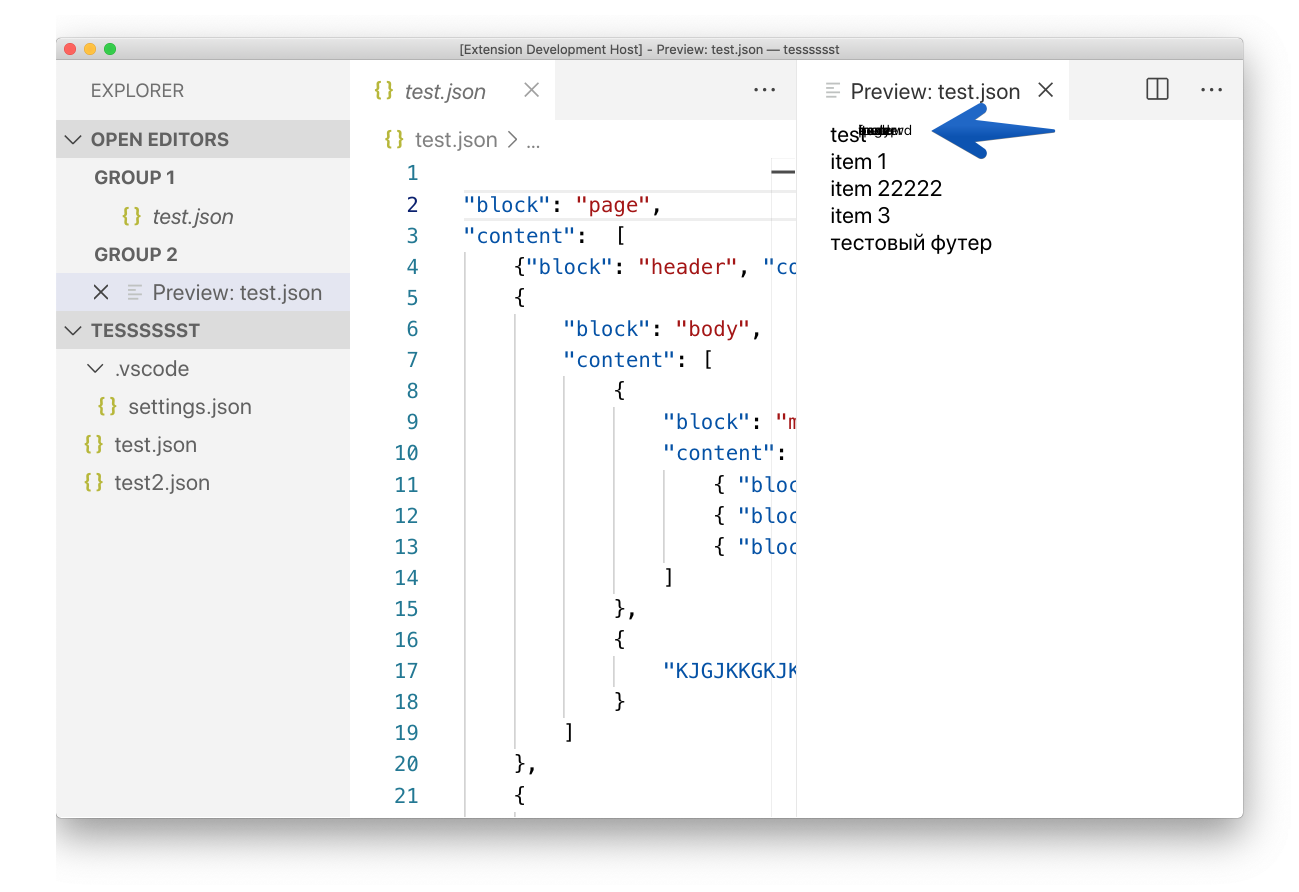 [Extension Development Host] - Preview: test.json — tesssssst
EXPLORER
OPEN EDITORS
GROUP 1
{} test.json
GROUP 2
Preview: test.json
TESSSSSST
.vscode
{} settings.json
{} test.json
{} test2.json
{} test.json
...
{} test.json > ...
1
2 "block": "page",
3 "content": [
4 {"block": "header", "co
5 {
6 "block": "body",
7 "content": [
8 {
9 "block": "m
10 "content":
11 { "bloc
12 { "bloc
13 { "bloc
14 ]
15 },
16 {
17 "KJGJKKGKJK
18 }
19 ]
20 },
21 {
Preview: test.json
...
test
item 1
item 22222
item 3
тестовый футер